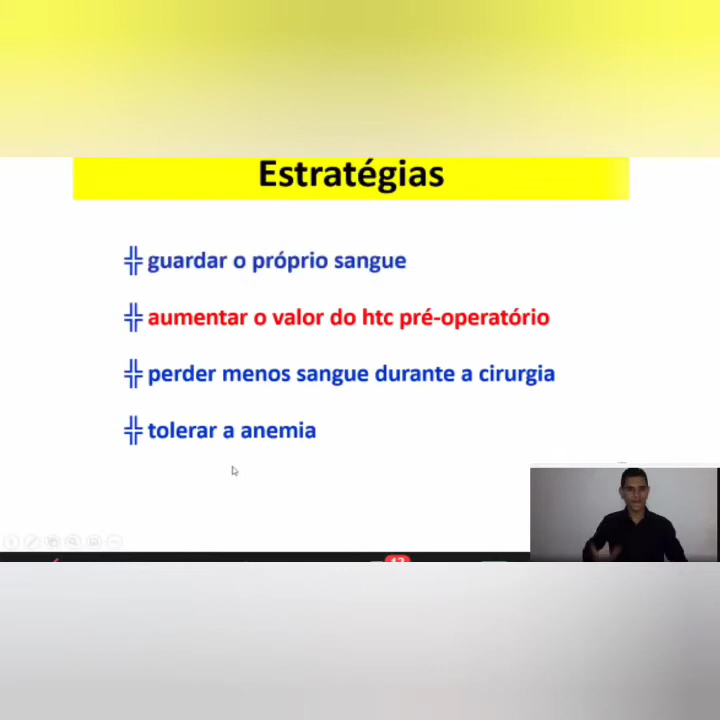 Estratégias
guardar o próprio sangue
aumentar o valor do htc pré-operatório
perder menos sangue durante a cirurgia
tolerar a anemia